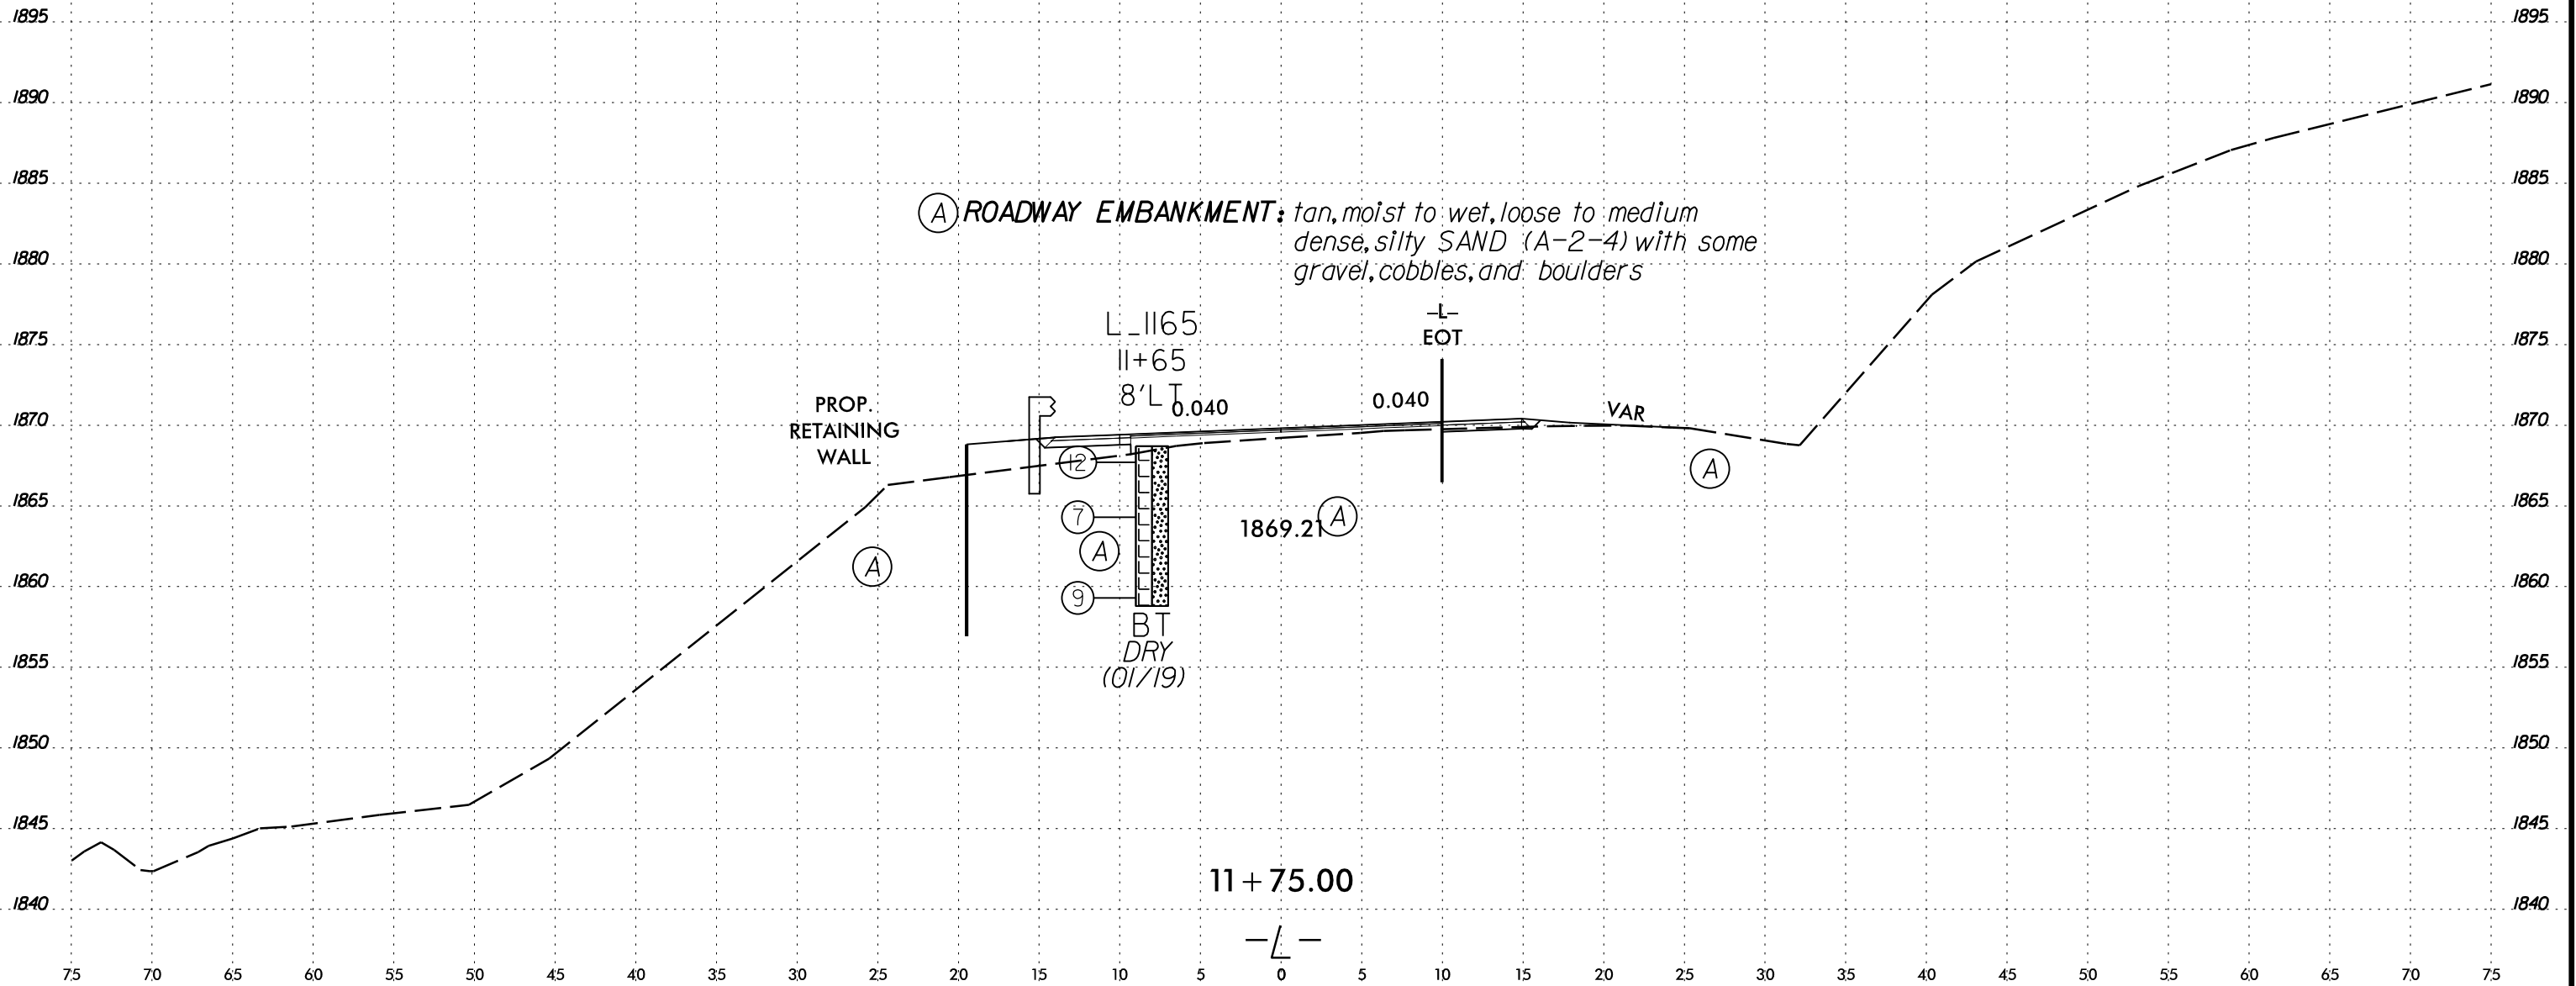 1895 1895
1890 1890
1885 1885
A ROADWAY EMBANKMENT: tan, moist to wet, loose to medium
dense, silty SAND (A-2-4) with some
1880 1880
gravel, cobbles, and boulders
L_1165
-L-
EOT
1875 1875
11+65
8'LT
0.040
0.040
PROP.
RETAINING
WALL
VAR
1870 1870
12
A
7
1865 1865
1869.21
A
A
A
9
1860 1860
BT
DRY
(01/19)
1855 1855
1850 1850
1845 1845
11+75.00
1840 1840
-L-
75 70 65 60 55 50 45 40 35 30 25 20 15 10 5 0 5 10 15 20 25 30 35 40 45 50 55 60 65 70 75